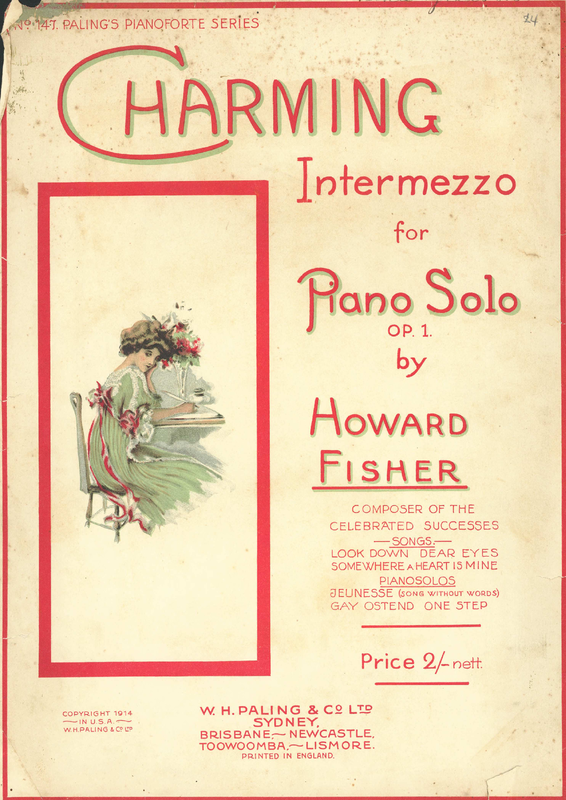 No 147. PALING'S PIANOFORTE SERIES
24
CHARMING
Intermezzo
for
Piano Solo
OP. 1.
by
HOWARD
FISHER
COMPOSER OF THE
CELEBRATED SUCCESSES
—SONGS.—
LOOK DOWN DEAR EYES
SOMEWHERE A HEART IS MINE
PIANOSOLOS
JEUNESSE (SONG WITHOUT WORDS)
GAY OSTEND ONE STEP
Price 2/- nett.
COPYRIGHT 1914
—IN U.S.A.—
W.H. PALING & Co LTD
W. H. PALING & Co LTD
SYDNEY,
BRISBANE,~ NEWCASTLE,
TOOWOOMBA,~ LISMORE.
PRINTED IN ENGLAND.